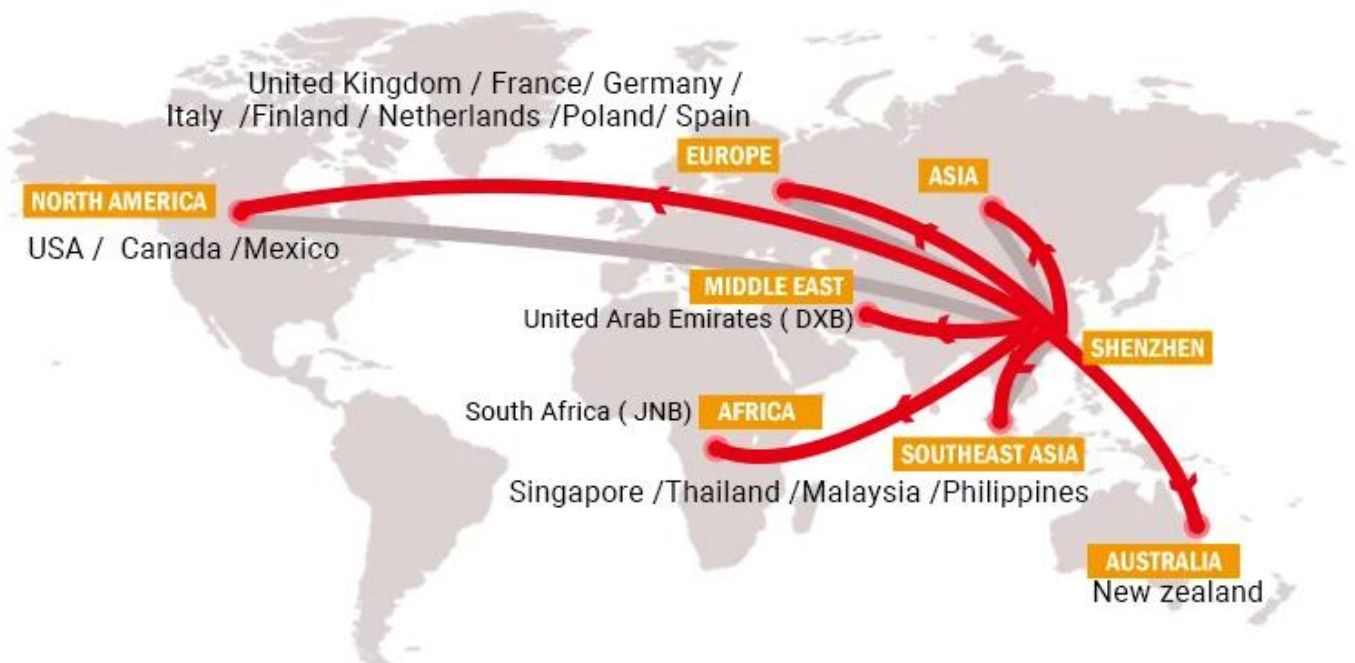 United Kingdom / France/ Germany /
Italy /Finland / Netherlands /Poland/ Spain
EUROPE
ASIA
NORTH AMERICA
USA / Canada /Mexico
MIDDLE EAST
United Arab Emirates ( DXB)
SHENZHEN
South Africa ( JNB)
AFRICA
SOUTHEAST ASIA
Singapore /Thailand /Malaysia /Philippines
AUSTRALIA
New zealand